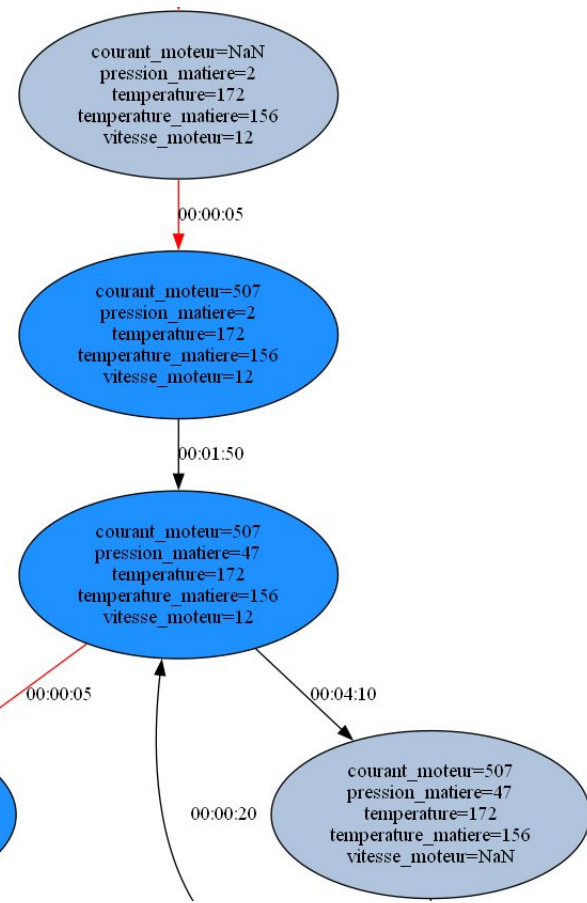 courant_moteur=NaN
pression_matiere=2
temperature=172
temperature_matiere=156
vitesse_moteur=12
00:00:05
courant_moteur=507
pression_matiere=2
temperature=172
temperature_matiere=156
vitesse_moteur=12
00:01:50
courant_moteur=507
pression_matiere=47
temperature=172
temperature_matiere=156
vitesse_moteur=12
00:00:05
00:04:10
00:00:20
courant_moteur=507
pression_matiere=47
temperature=172
temperature_matiere=156
vitesse_moteur=NaN